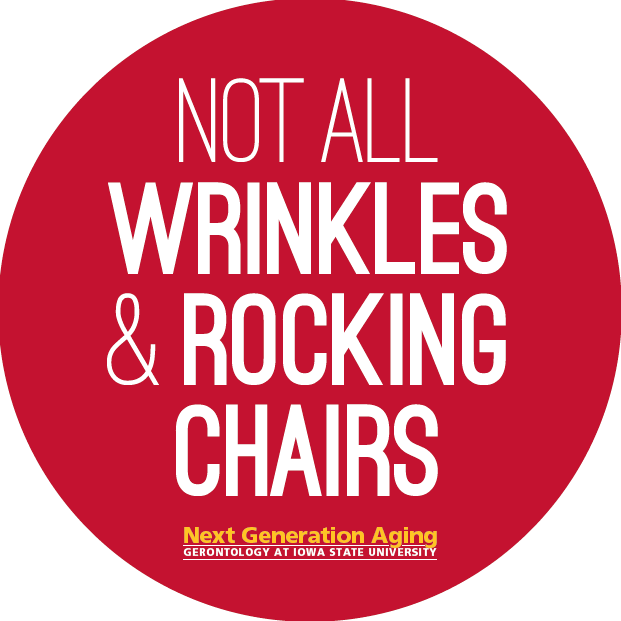 NOT ALL
WRINKLES
& ROCKING
CHAIRS
Next Generation Aging
GERONTOLOGY AT IOWA STATE UNIVERSITY